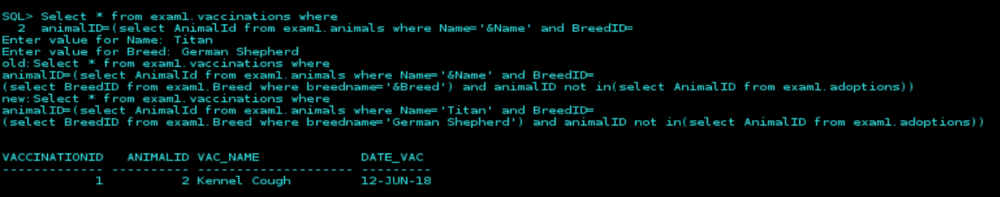 SQL> Select * from exam1.vaccinations where
  2  animalID=(select AnimalId from exam1.animals where Name='&Name' and BreedID=
Enter value for Name: Titan
Enter value for Breed: German Shepherd
old:Select * from exam1.vaccinations where
animalID=(select AnimalId from exam1.animals where Name='&Name' and BreedID=
(select BreedID from exam1.Breed where breedname='&Breed') and animalID not in(select AnimalID from exam1.adoptions))
new:Select * from exam1.vaccinations where
animalID=(select AnimalId from exam1.animals where Name='Titan' and BreedID=
(select BreedID from exam1.Breed where breedname='German Shepherd') and animalID not in(select AnimalID from exam1.adoptions))
VACCINATIONID   ANIMALID VAC_NAME             DATE_VAC
------------- ---------- -------------------- ---------
            1          2 Kennel Cough         12-JUN-18